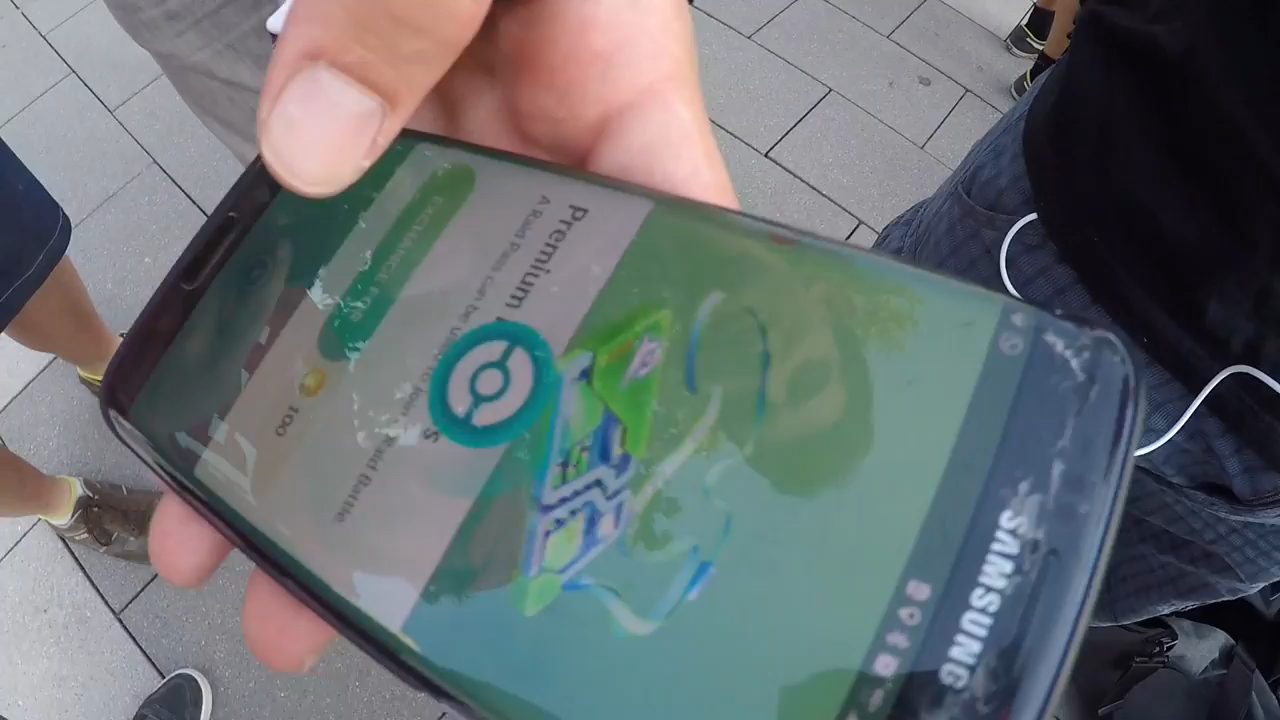 SAMSUNG
Premium
A Raid Pass can be used to join a Raid Battle.
EXCHANGE FOR
100